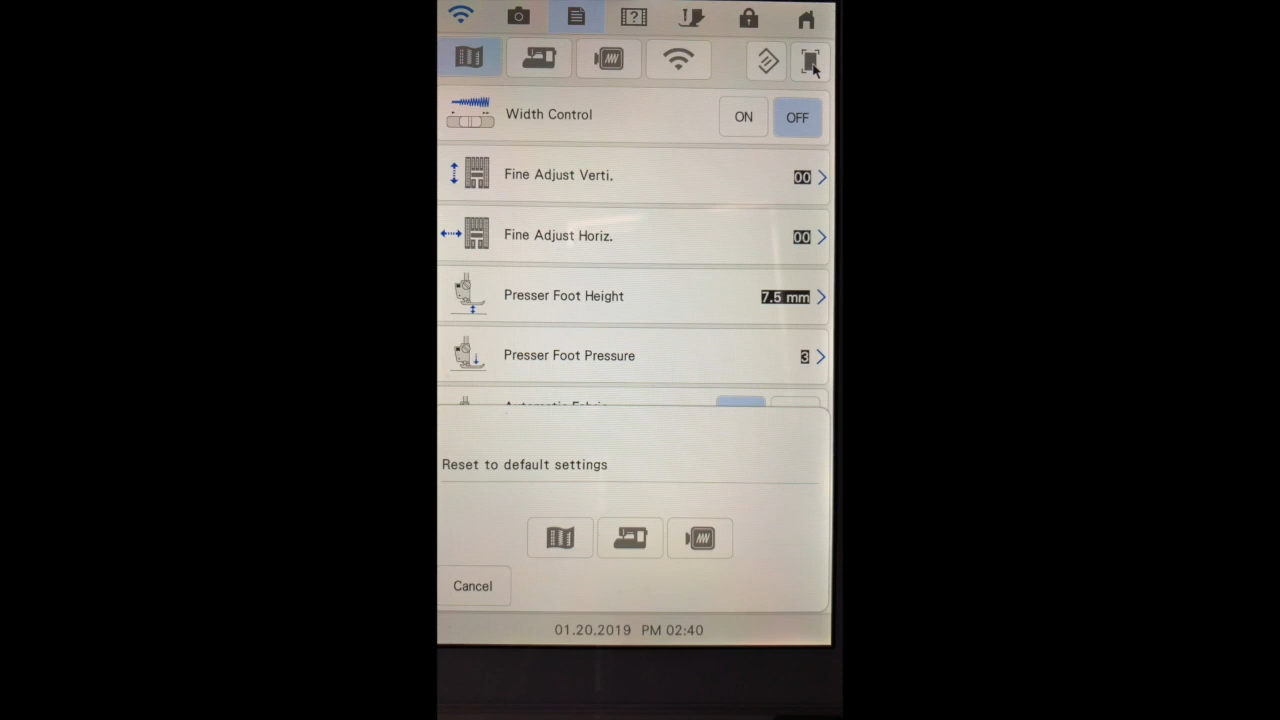 Width Control
ON
OFF
Fine Adjust Verti.
00
Fine Adjust Horiz.
00
Presser Foot Height
7.5 mm
Presser Foot Pressure
3
Reset to default settings
Cancel
01.20.2019 PM 02:40